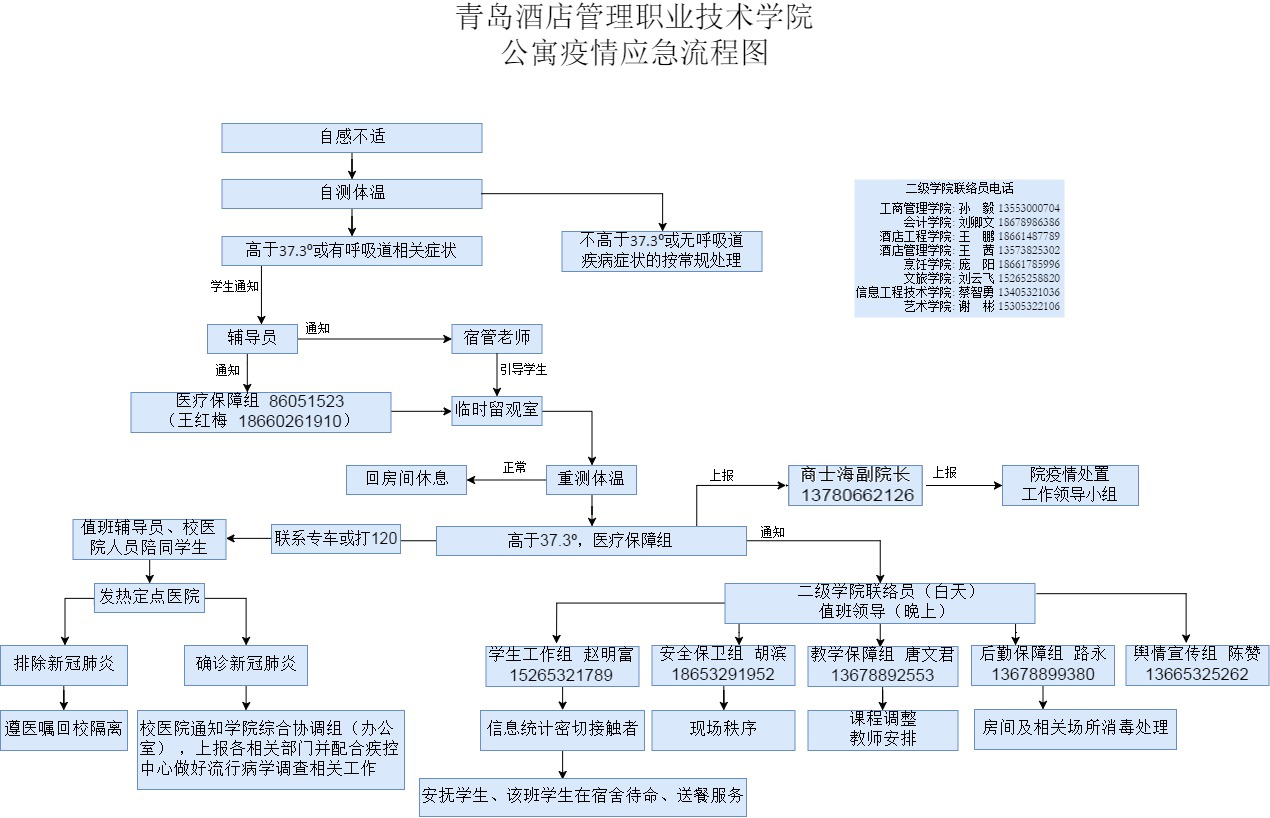 青岛酒店管理职业技术学院
公寓疫情应急流程图
自感不适
自测体温
高于37.3⁰或有呼吸道相关症状
不高于37.3⁰或无呼吸道
疾病症状的按常规处理
二级学院联络员电话
工商管理学院: 孙 毅 13553000704
会计学院: 刘卿文 18678986386
酒店工程学院: 王 鹏 18661487789
酒店管理学院: 王 茜 13573825302
烹饪学院: 庞 阳 18661785996
文旅学院: 刘云飞 15265258820
信息工程技术学院: 蔡智勇 13405321036
艺术学院: 谢 彬 15305322106
学生通知
辅导员
通知
宿管老师
通知
引导学生
医疗保障组 86051523
（王红梅 18660261910）
临时留观室
回房间休息
正常
重测体温
上报
商士海副院长
13780662126
上报
院疫情处置
工作领导小组
值班辅导员、校医
院人员陪同学生
联系专车或打120
高于37.3⁰，医疗保障组
通知
发热定点医院
二级学院联络员（白天）
值班领导（晚上）
排除新冠肺炎
确诊新冠肺炎
学生工作组 赵明富
15265321789
安全保卫组 胡滨
18653291952
教学保障组 唐文君
13678892553
后勤保障组 路永
13678899380
舆情宣传组 陈赞
13665325262
遵医嘱回校隔离
校医院通知学院综合协调组（办公
室），上报各相关部门并配合疾控
中心做好流行病学调查相关工作
信息统计密切接触者
现场秩序
课程调整
教师安排
房间及相关场所消毒处理
安抚学生、该班学生在宿舍待命、送餐服务